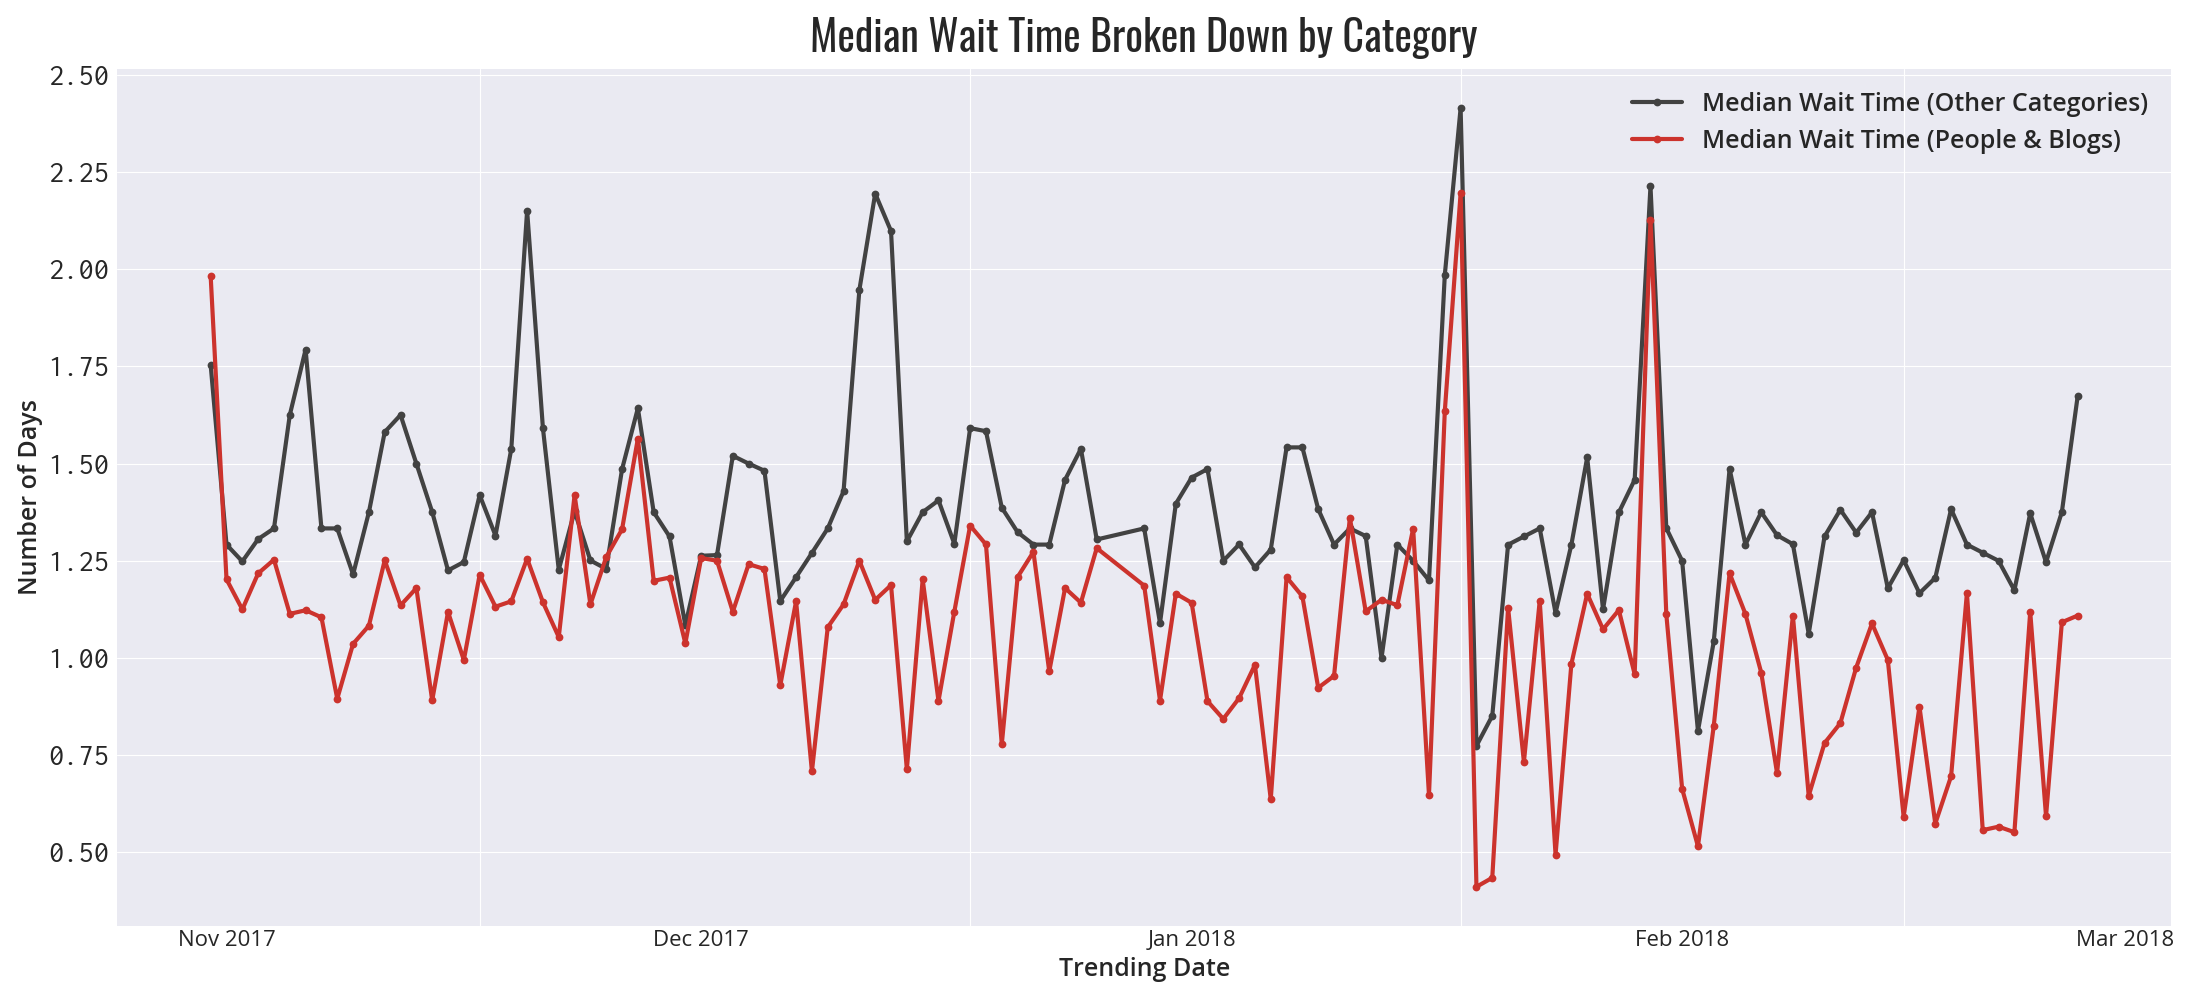 Median Wait Time Broken Down by Category
2.50
2.25
2.00
1.75
1.50
1.25
1.00
0.75
0.50
Number of Days
Median Wait Time (Other Categories)
Median Wait Time (People & Blogs)
Nov 2017
Dec 2017
Jan 2018
Feb 2018
Mar 2018
Trending Date